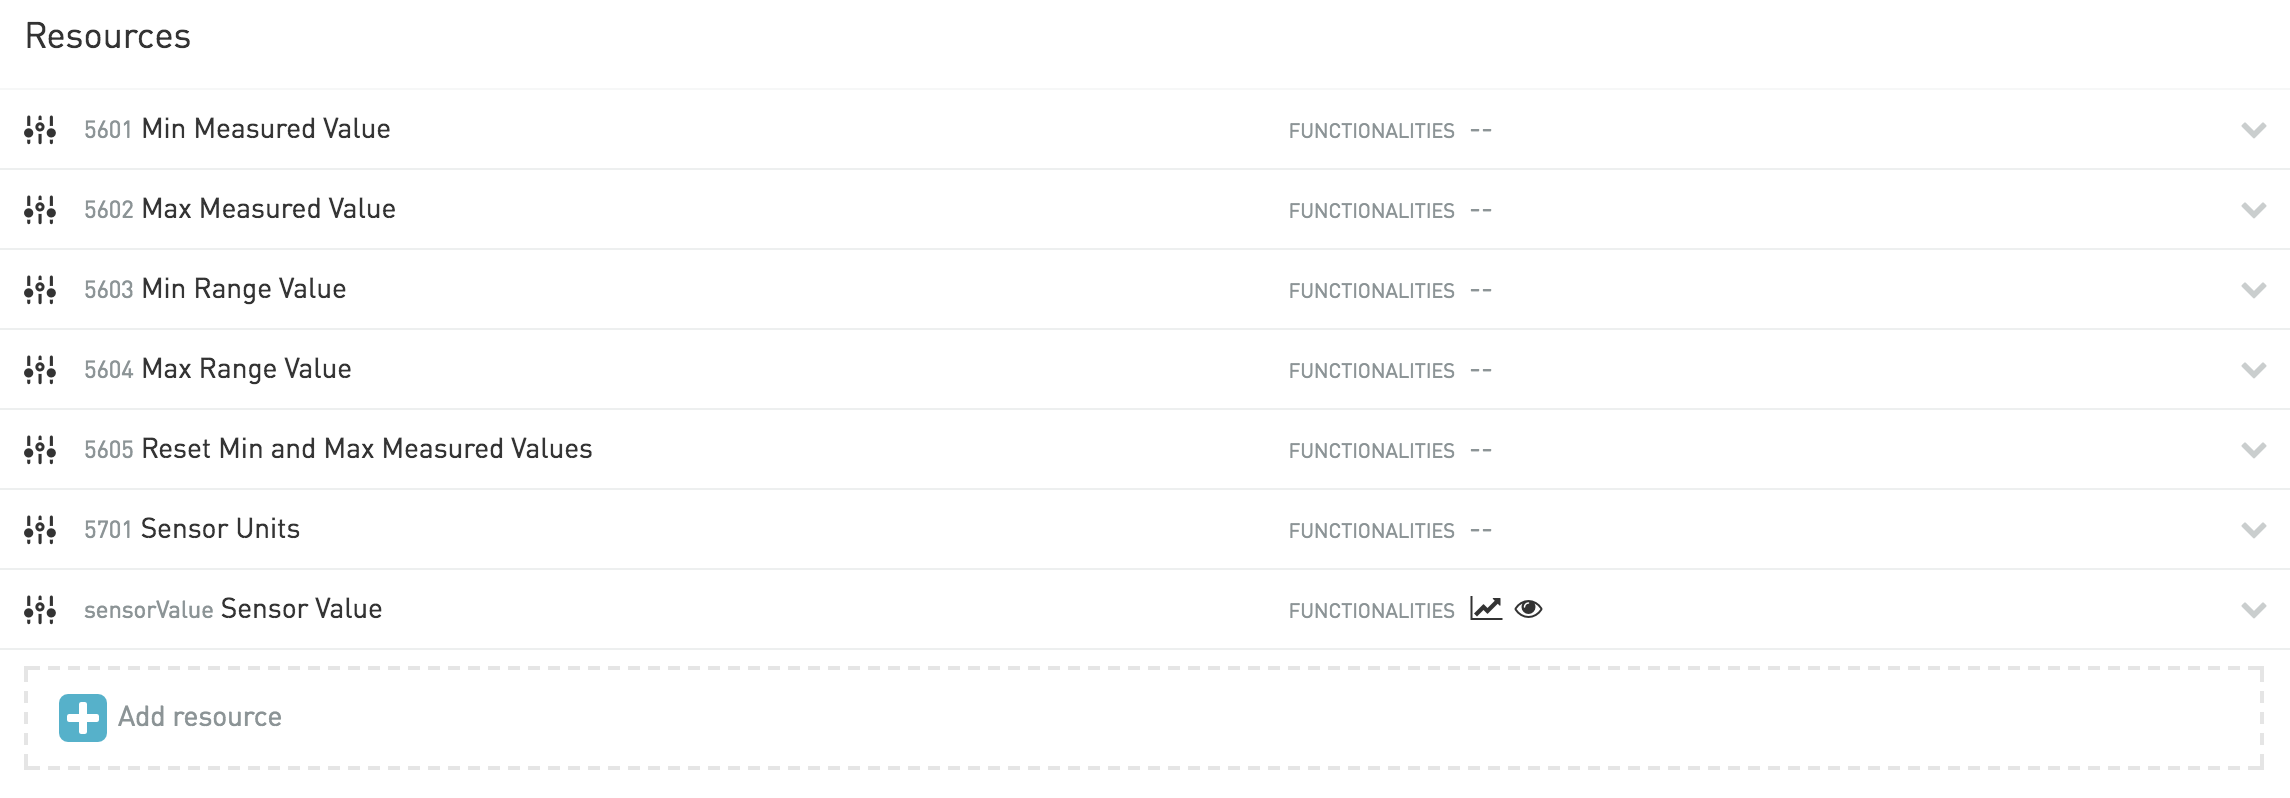 Resources
5601 Min Measured Value FUNCTIONALITIES --
5602 Max Measured Value FUNCTIONALITIES --
5603 Min Range Value FUNCTIONALITIES --
5604 Max Range Value FUNCTIONALITIES --
5605 Reset Min and Max Measured Values FUNCTIONALITIES --
5701 Sensor Units FUNCTIONALITIES --
sensorValue Sensor Value FUNCTIONALITIES
Add resource